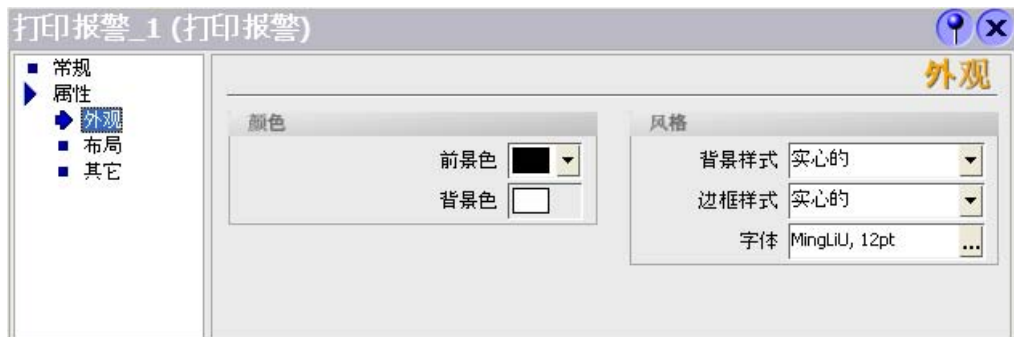 打印报警_1 (打印报警)
常规
属性
外观
布局
其它
外观
颜色
前景色
背景色
风格
背景样式 实心的
边框样式 实心的
字体 MingLiU, 12pt ...